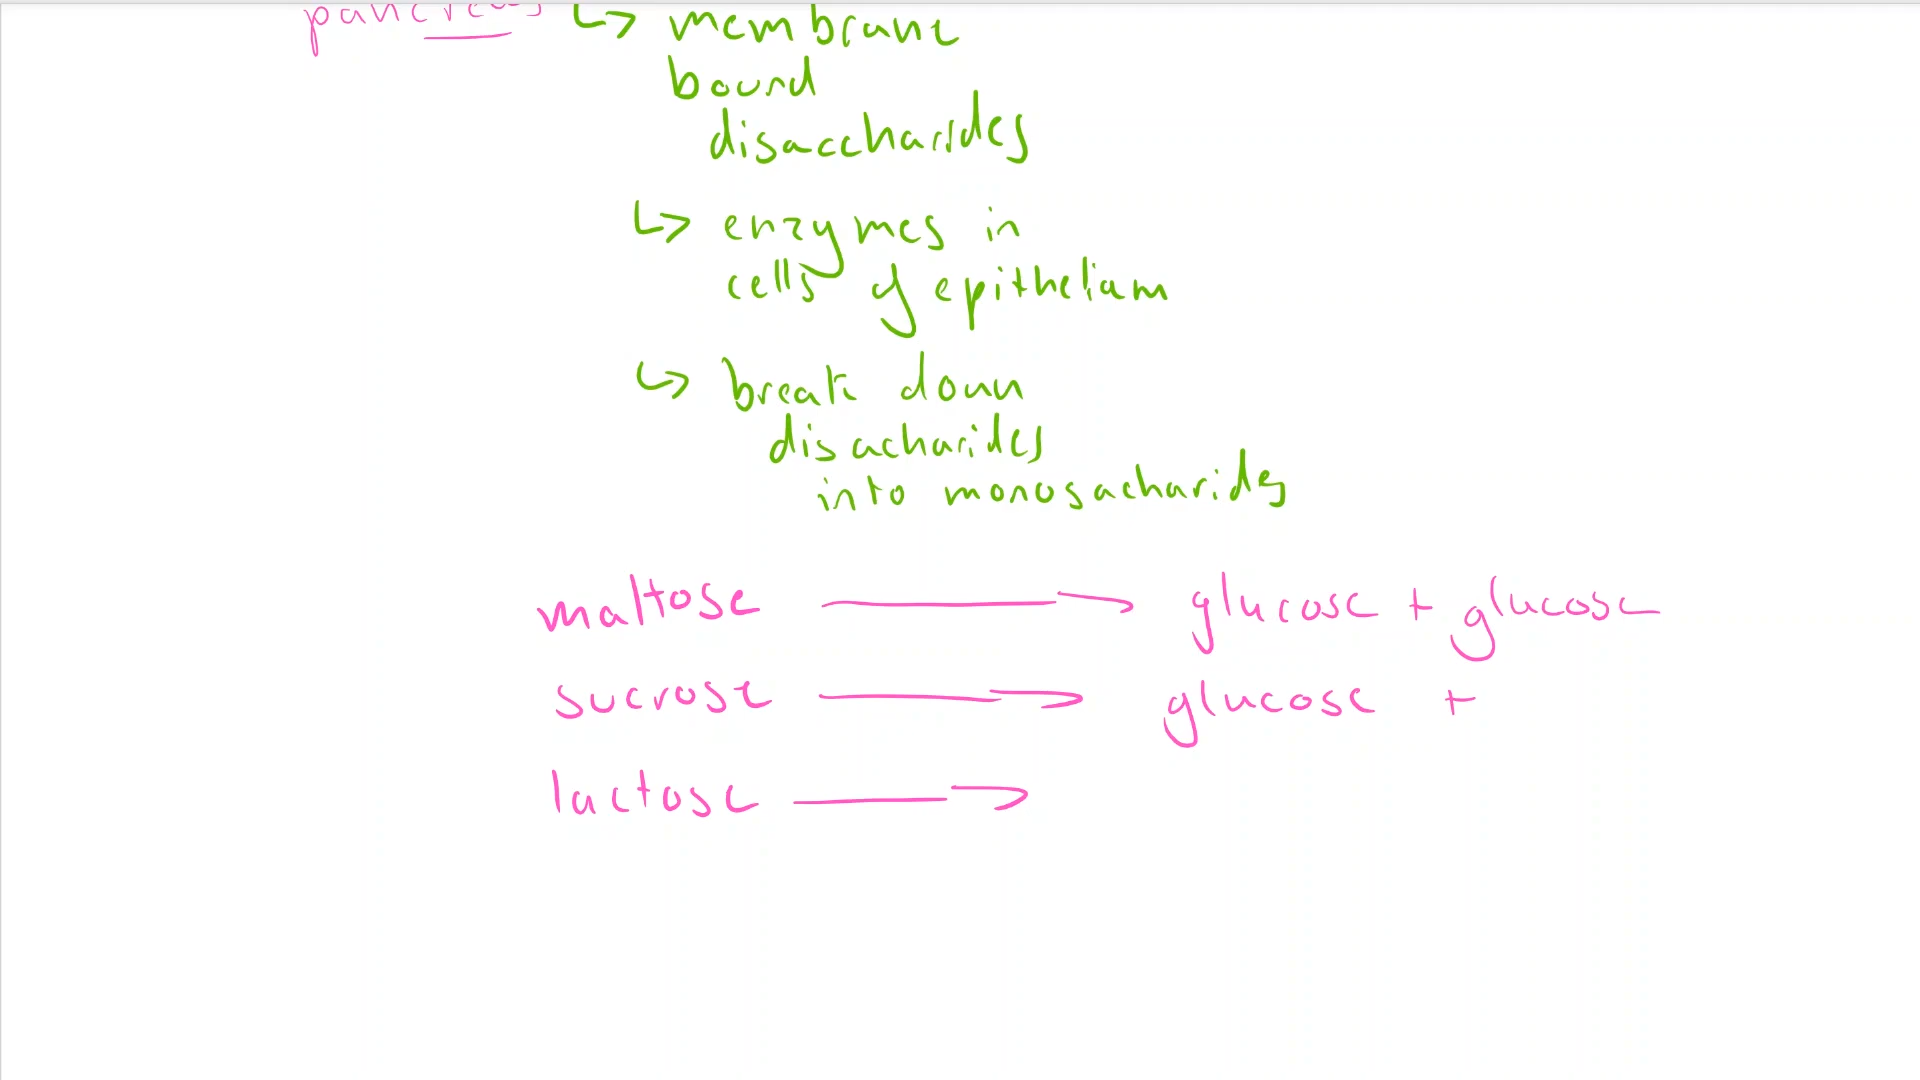 pancreas ↳ membrane
bound
disaccharides
↳ enzymes in
cells of epithelium
↳ break down
disacharides
into monosacharides
maltose → glucose + glucose
sucrose → glucose +
lactose →